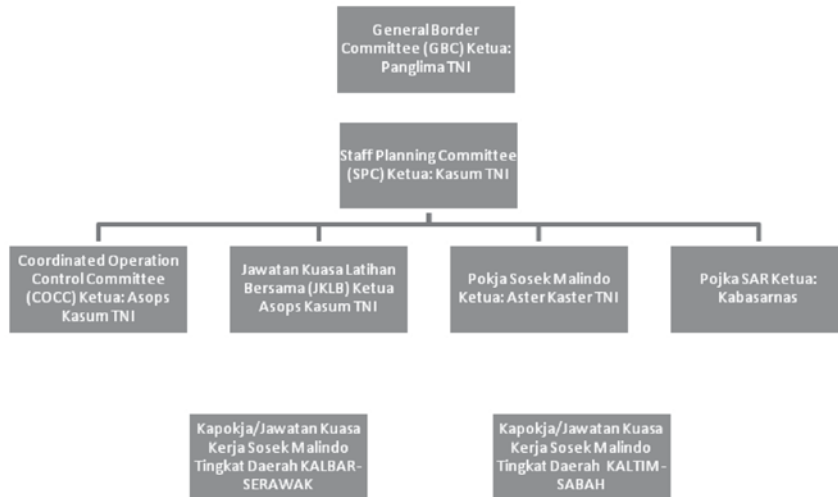 General Border
Committee (GBC) Ketua:
Panglima TNI
Staff Planning Committee
(SPC) Ketua: Kasum TNI
Coordinated Operation
Control Committee
(COCC) Ketua: Asops
Kasum TNI
Jawatan Kuasa Latihan
Bersama (JKLB) Ketua
Asops Kasum TNI
Pokja Sosek Malindo
Ketua: Aster Kaster TNI
Pojka SAR Ketua:
Kabasarnas
Kapokja/Jawatan Kuasa
Kerja Sosek Malindo
Tingkat Daerah KALBAR-
SERAWAK
Kapokja/Jawatan Kuasa
Kerja Sosek Malindo
Tingkat Daerah KALTIM-
SABAH